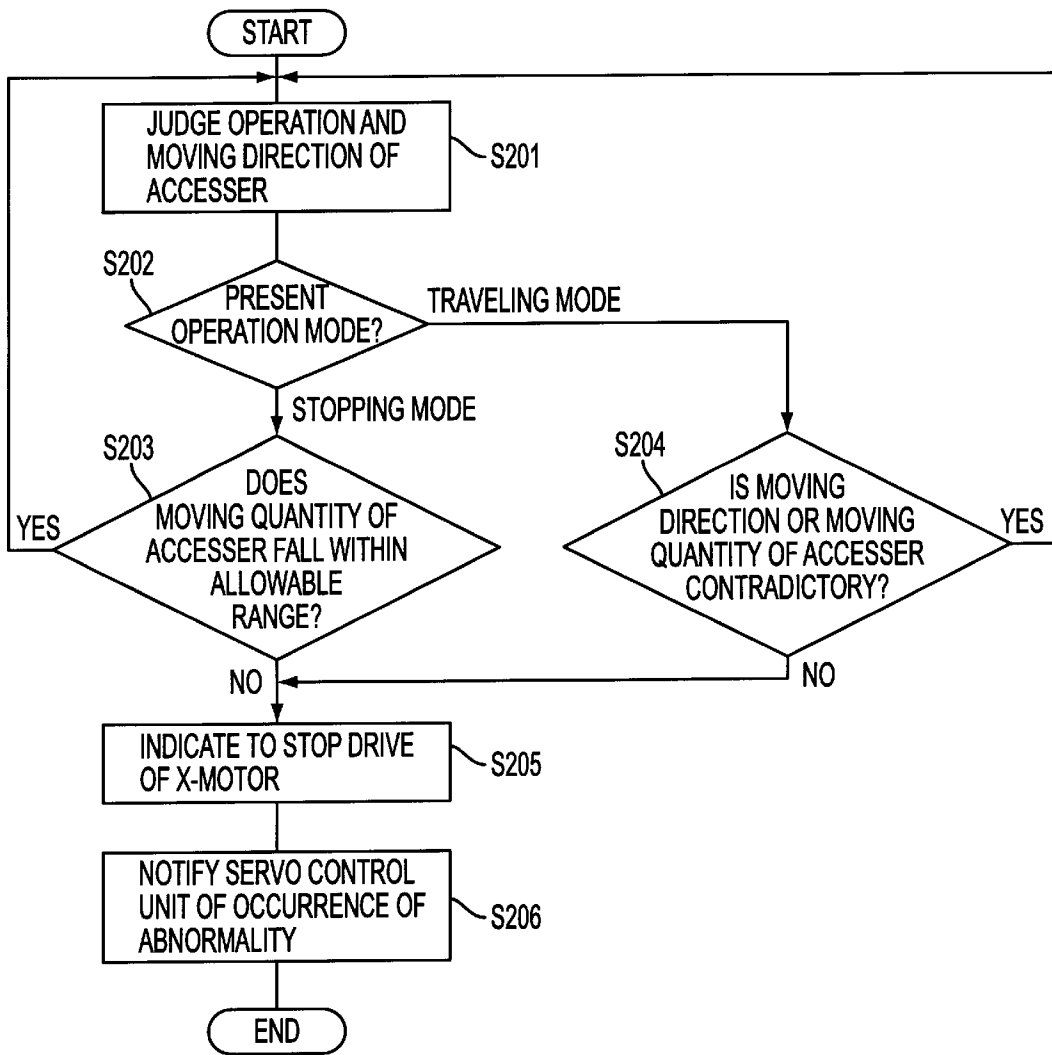 START
JUDGE OPERATION AND
MOVING DIRECTION OF
ACCESSER
S201
S202
PRESENT
OPERATION MODE?
TRAVELING MODE
STOPPING MODE
S203
DOES
MOVING QUANTITY OF
ACCESSER FALL WITHIN
ALLOWABLE
RANGE?
YES
NO
S204
IS MOVING
DIRECTION OR MOVING
QUANTITY OF ACCESSER
CONTRADICTORY?
YES
NO
INDICATE TO STOP DRIVE
OF X-MOTOR
S205
NOTIFY SERVO CONTROL
UNIT OF OCCURRENCE OF
ABNORMALITY
S206
END